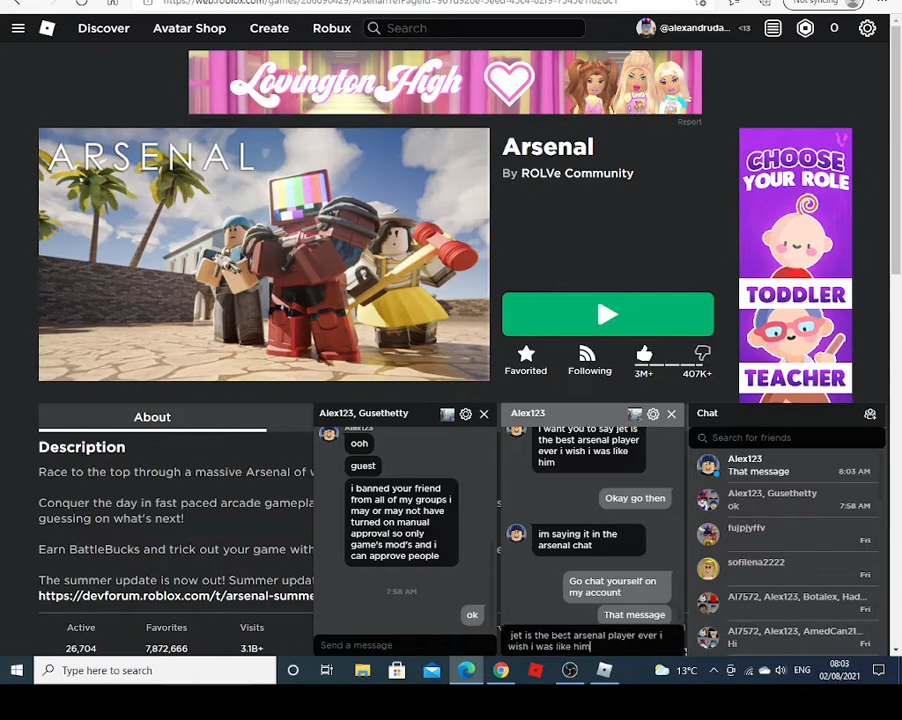 Not syncing
Discover
Avatar Shop
Create
Robux
Search
@alexandruda...
<13
0
Lovington High
Report
ARSENAL
Arsenal
By ROLVe Community
CHOOSE
YOUR ROLE
TODDLER
TEACHER
Favorited
Following
3M+
407K+
About
Description
Race to the top through a massive Arsenal of
Conquer the day in fast paced arcade gamepla
guessing on what's next!
Earn BattleBucks and trick out your game with
The summer update is now out! Summer updat
https://devforum.roblox.com/t/arsenal-summe
Active
Favorites
Visits
26,704
7,872,666
3.1B+
Alex123, Gusethetty
Alex123
ooh
guest
i banned your friend
from all of my groups i
may or may not have
turned on manual
approval so only
game's mod's and i
can approve people
7:58 AM
ok
Send a message
Alex123
i want you to say jet is
the best arsenal player
ever i wish i was like
him
Okay go then
im saying it in the
arsenal chat
Go chat yourself on
my account
That message
jet is the best arsenal player ever i
wish i was like him
Chat
Search for friends
Alex123
That message
8:03 AM
Alex123, Gusethetty
ok
7:58 AM
fujpjyffv
Fri
sofilena2222
Fri
Al7572, Alex123, Botalex, Had...
Fri
Al7572, Alex123, AmedCan21...
Hi
Fri
Type here to search
13°C
ENG
08:03
02/08/2021